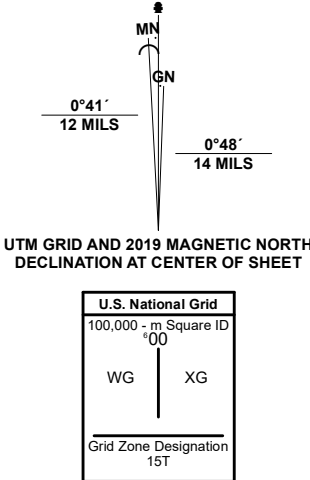 MN
GN
0°41´
12 MILS
0°48´
14 MILS
UTM GRID AND 2019 MAGNETIC NORTH
DECLINATION AT CENTER OF SHEET
U.S. National Grid
100,000 - m Square ID
⁶00
WG XG
Grid Zone Designation
15T